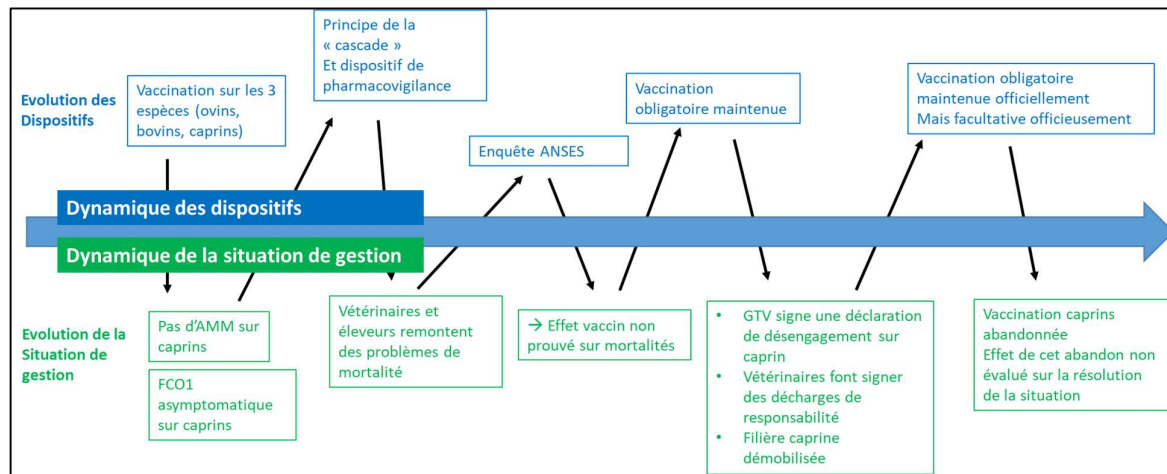 Evolution des
Dispositifs
Vaccination sur les 3
espèces (ovins,
bovins, caprins)
Principe de la
« cascade »
Et dispositif de
pharmacovigilance
Enquête ANSES
Vaccination
obligatoire maintenue
Vaccination obligatoire
maintenue officiellement
Mais facultative officieusement
Dynamique des dispositifs
Dynamique de la situation de gestion
Evolution de la
Situation de
gestion
Pas d’AMM sur
caprins
FCO1
asymptomatique
sur caprins
Vétérinaires et
éleveurs remontent
des problèmes de
mortalité
→ Effet vaccin non
prouvé sur mortalités
• GTV signe une déclaration
de désengagement sur
caprin
• Vétérinaires font signer
des décharges de
responsabilité
• Filière caprine
démobilisée
Vaccination caprins
abandonnée
Effet de cet abandon non
évalué sur la résolution
de la situation